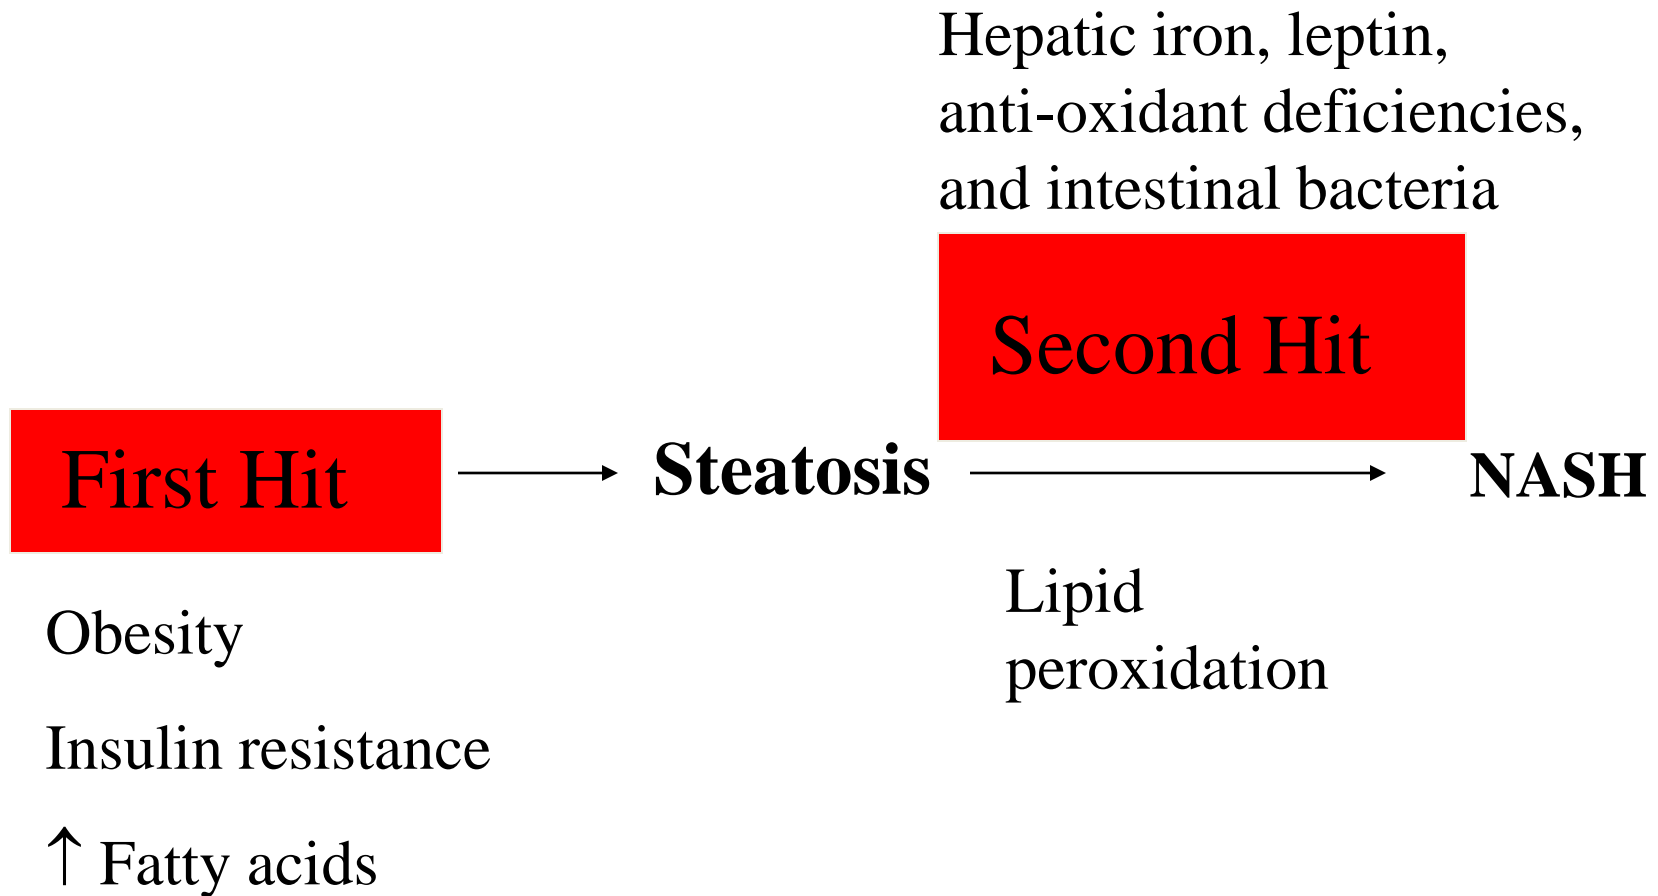 Hepatic iron, leptin,
anti-oxidant deficiencies,
and intestinal bacteria
Second Hit
First Hit
Steatosis
NASH
Lipid
peroxidation
Obesity
Insulin resistance
↑ Fatty acids